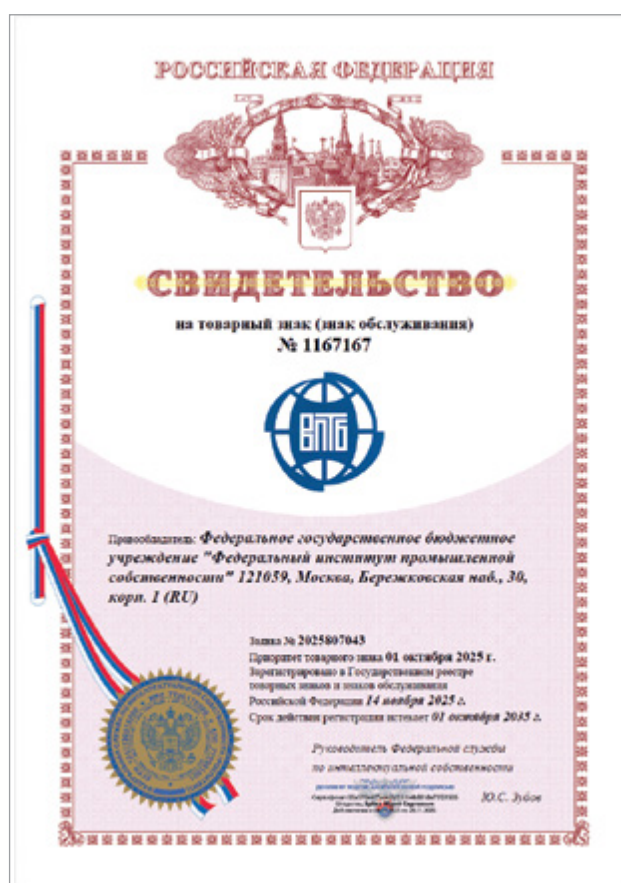 РОССИЙСКАЯ ФЕДЕРАЦИЯ
СВИДЕТЕЛЬСТВО
на товарный знак (знак обслуживания)
№ 1167167
ВПТБ
Правообладатель: Федеральное государственное бюджетное
учреждение "Федеральный институт промышленной
собственности" 121059, Москва, Бережковская наб., 30,
корп. 1 (RU)
Заявка № 2025807043
Приоритет товарного знака 01 октября 2025 г.
Зарегистрировано в Государственном реестре
товарных знаков и знаков обслуживания
Российской Федерации 14 ноября 2025 г.
Срок действия регистрации истекает 01 октября 2035 г.
Руководитель Федеральной службы
по интеллектуальной собственности
Ю.С. Зубов